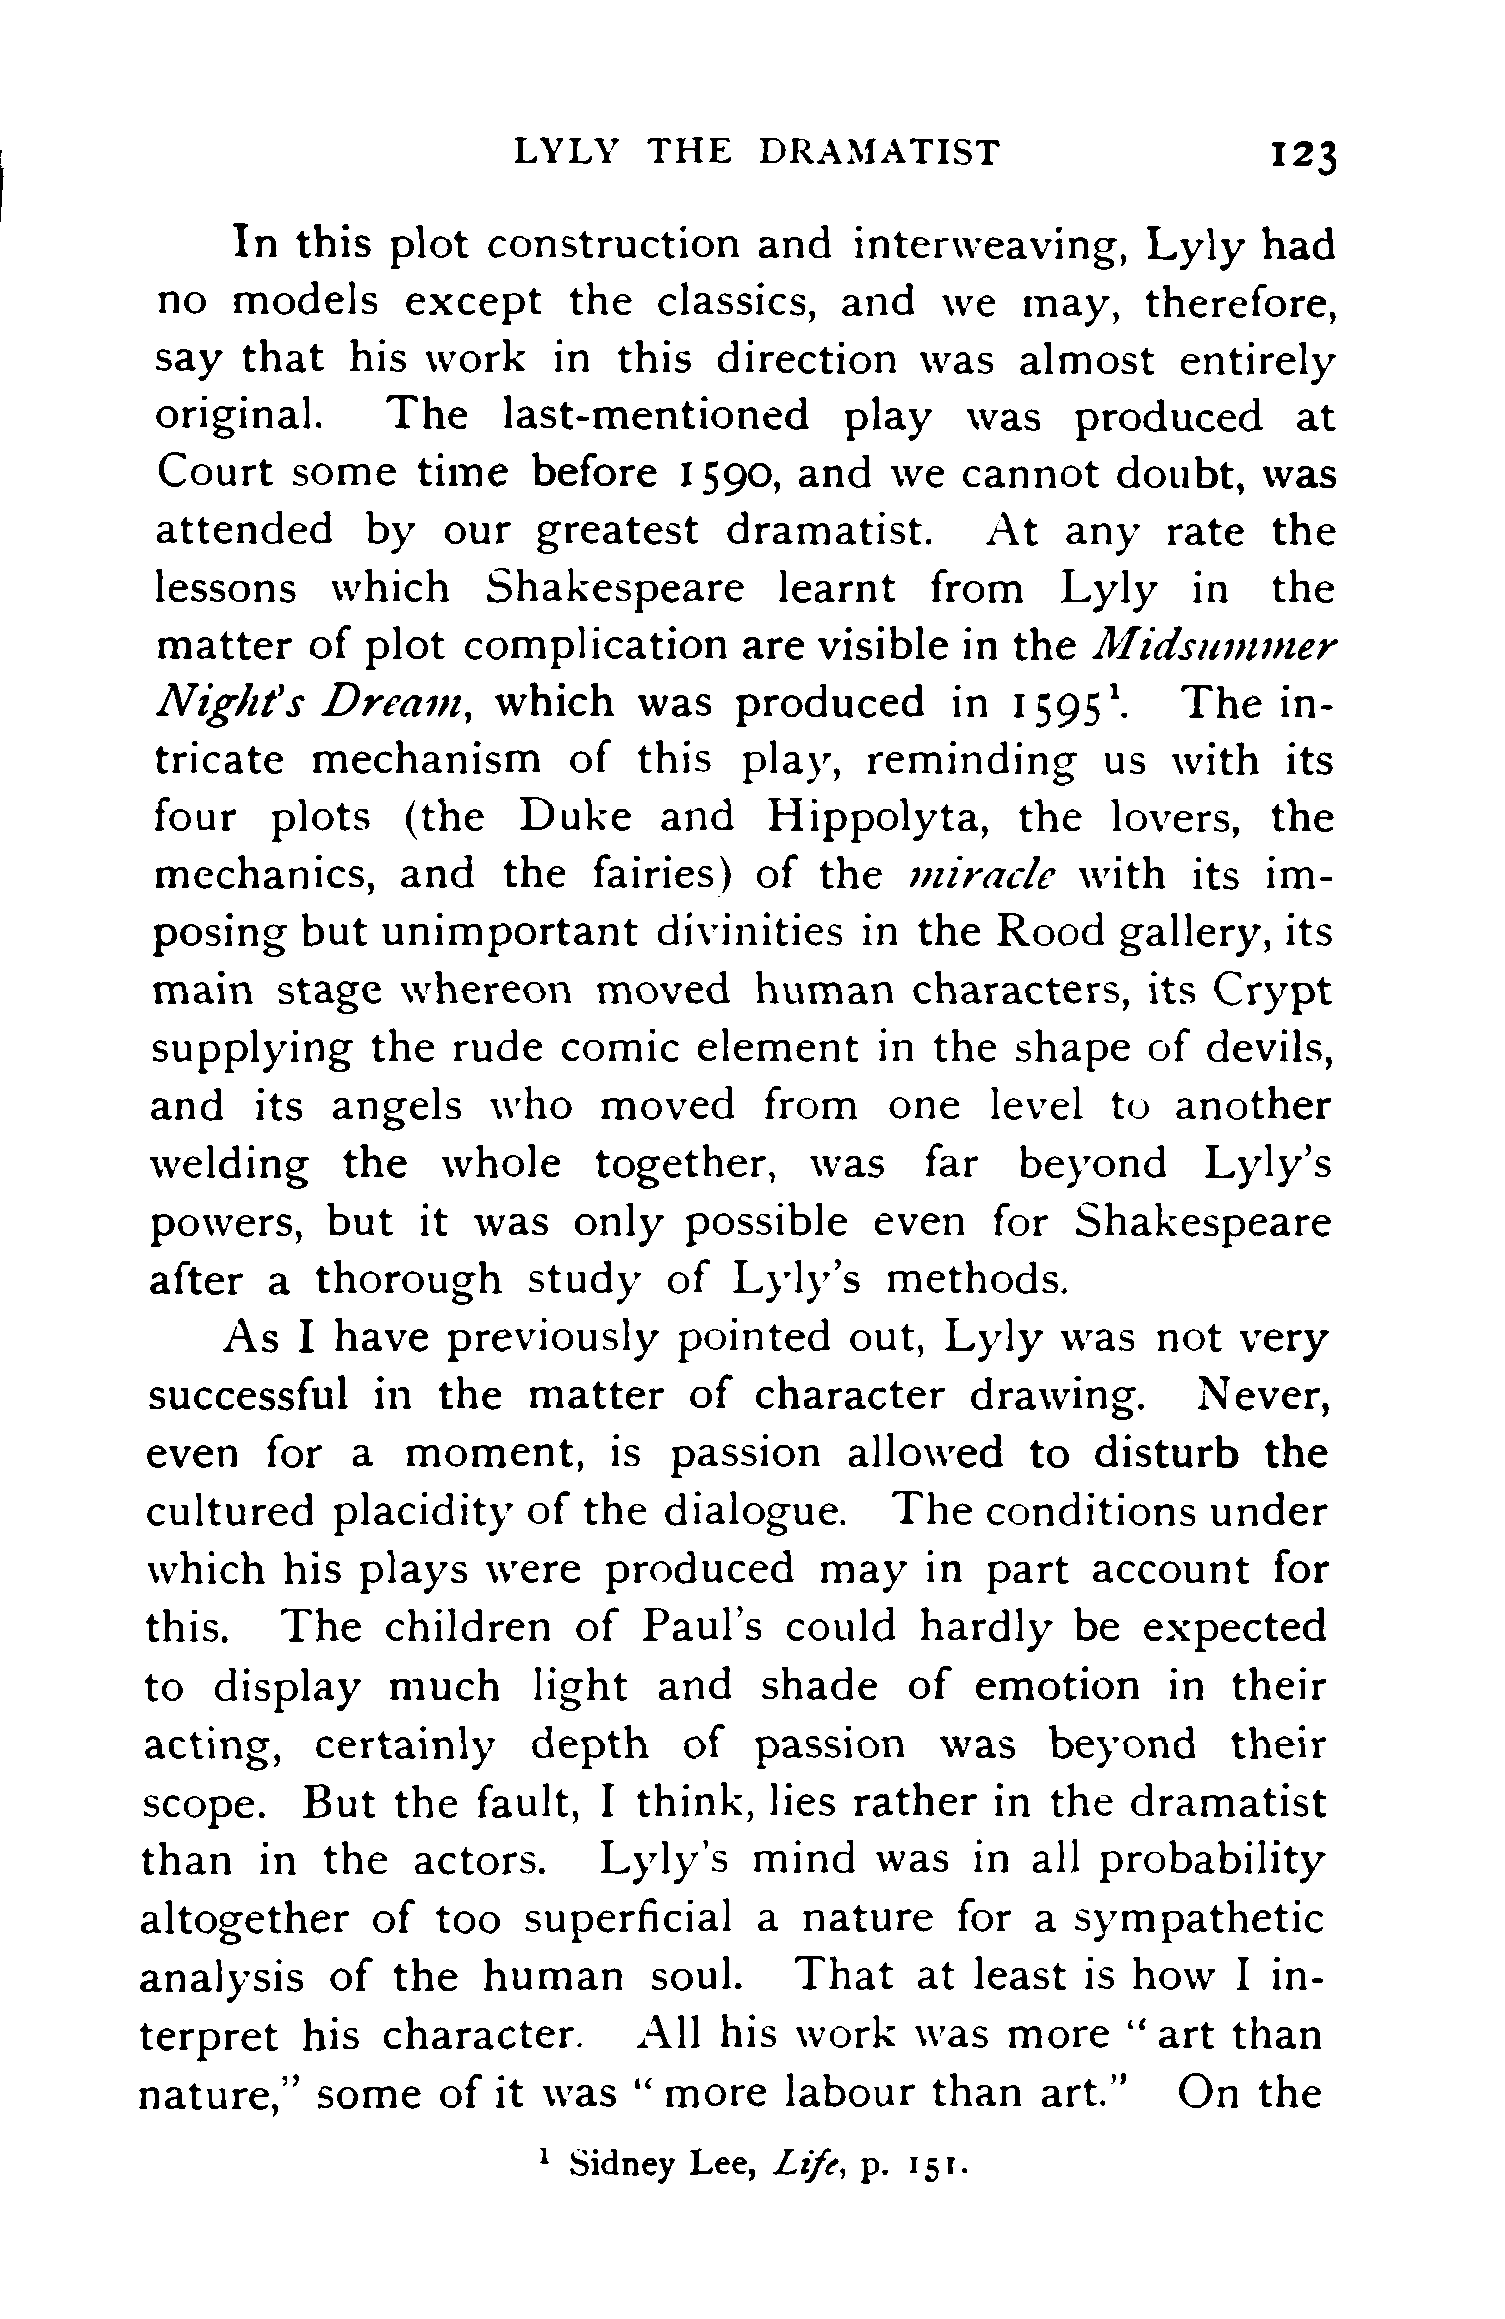 LYLY THE DRAMATIST 123
In this plot construction and interweaving, Lyly had
no models except the classics, and we may, therefore,
say that his work in this direction was almost entirely
original. The last-mentioned play was produced at
Court some time before 1590, and we cannot doubt, was
attended by our greatest dramatist. At any rate the
lessons which Shakespeare learnt from Lyly in the
matter of plot complication are visible in the Midsummer
Night's Dream, which was produced in 1595¹. The in-
tricate mechanism of this play, reminding us with its
four plots (the Duke and Hippolyta, the lovers, the
mechanics, and the fairies) of the miracle with its im-
posing but unimportant divinities in the Rood gallery, its
main stage whereon moved human characters, its Crypt
supplying the rude comic element in the shape of devils,
and its angels who moved from one level to another
welding the whole together, was far beyond Lyly's
powers, but it was only possible even for Shakespeare
after a thorough study of Lyly's methods.
As I have previously pointed out, Lyly was not very
successful in the matter of character drawing. Never,
even for a moment, is passion allowed to disturb the
cultured placidity of the dialogue. The conditions under
which his plays were produced may in part account for
this. The children of Paul's could hardly be expected
to display much light and shade of emotion in their
acting, certainly depth of passion was beyond their
scope. But the fault, I think, lies rather in the dramatist
than in the actors. Lyly's mind was in all probability
altogether of too superficial a nature for a sympathetic
analysis of the human soul. That at least is how I in-
terpret his character. All his work was more "art than
nature," some of it was "more labour than art." On the
¹ Sidney Lee, Life, p. 151.